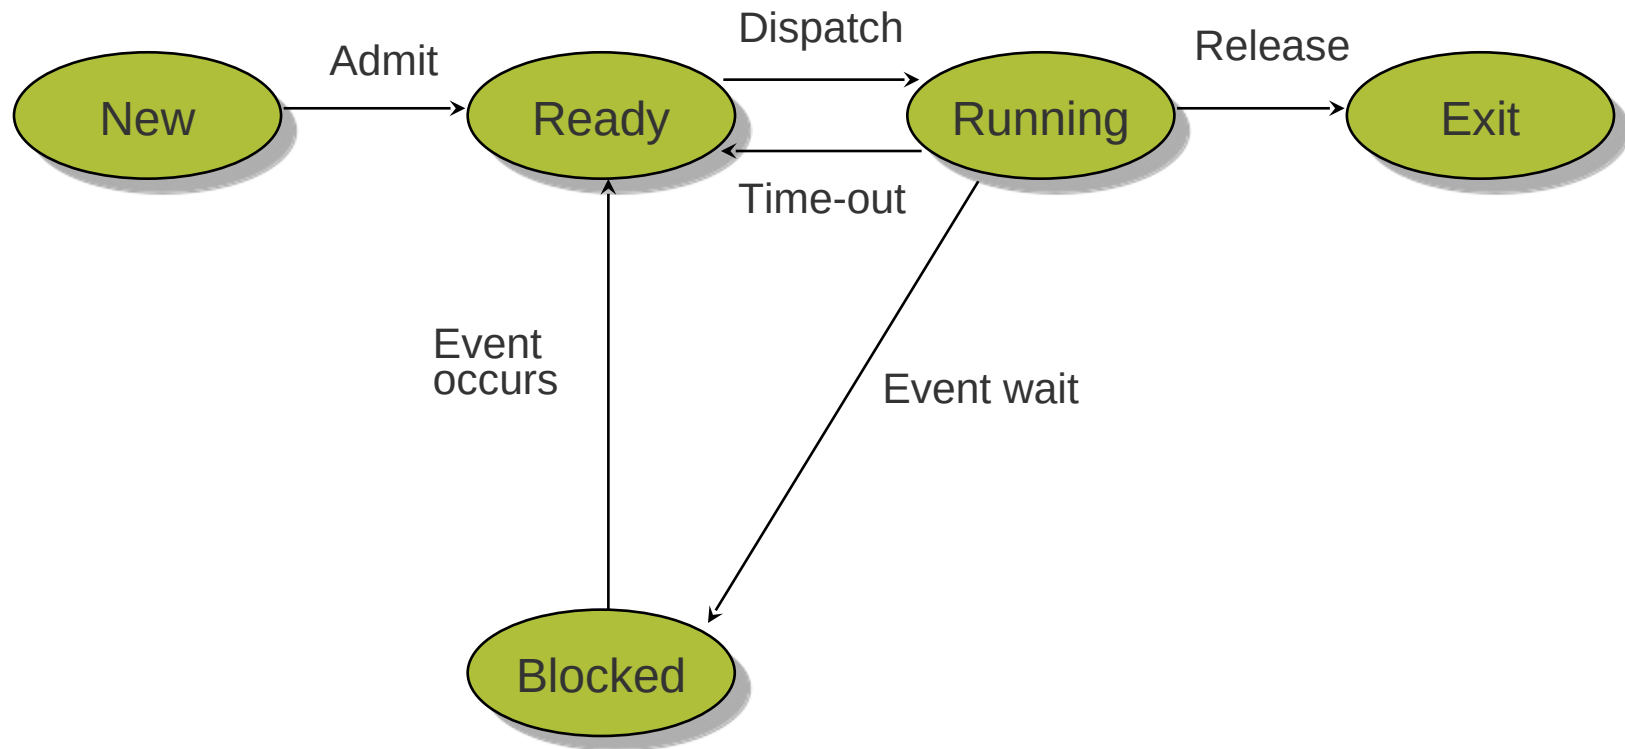 Dispatch
Release
Admit
New
Ready
Running
Exit
Time-out
Event
occurs
Event wait
Blocked